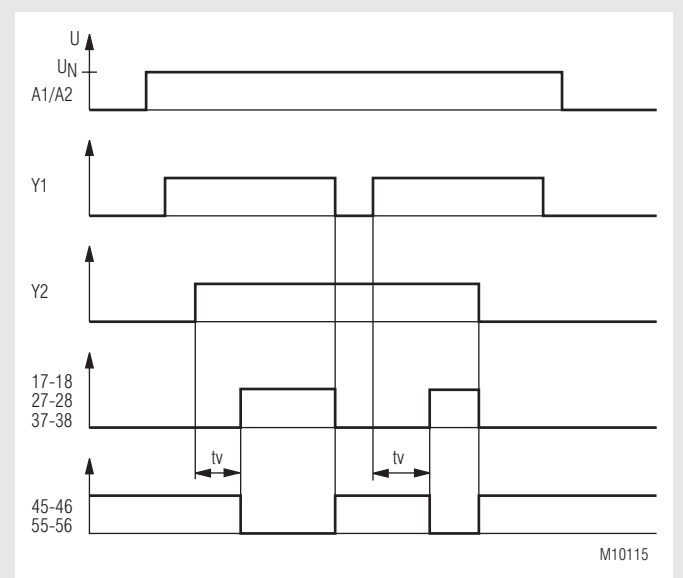 U
UN
A1/A2
Y1
Y2
17-18
27-28
37-38
tv
tv
45-46
55-56
M10115